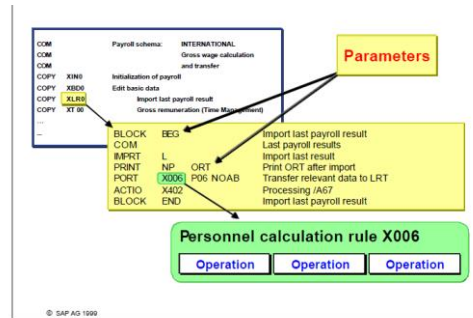 COM Payroll schema: INTERNATIONAL
COM Gross wage calculation
COM and transfer
COPY XIN0 Initialization of payroll
COPY XBD0 Edit basic data
COPY XLR0 Import last payroll result
COPY XT 00 Gross remuneration (Time Management)
...
...
Parameters
BLOCK BEG Import last payroll result
COM Last payroll results
IMPRT L Import last result
PRINT NP ORT Print ORT after import
PORT X006 P06 NOAB Transfer relevant data to LRT
ACTIO X402 Processing /A67
BLOCK END Import last payroll result
Personnel calculation rule X006
Operation Operation Operation
© SAP AG 1999